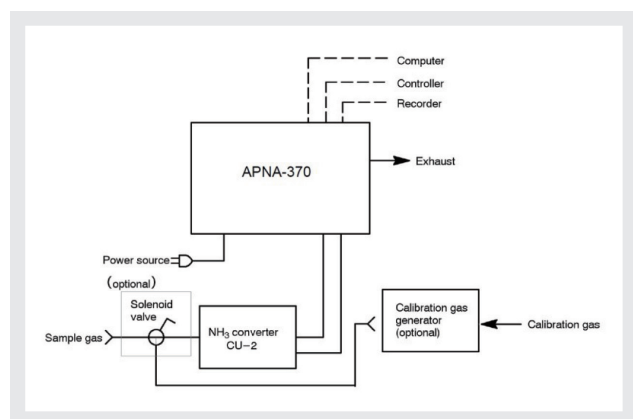 Computer
Controller
Recorder
APNA-370
Exhaust
Power source
(optional)
Solenoid
valve
Sample gas
NH₃ converter
CU-2
Calibration gas
generator
(optional)
Calibration gas